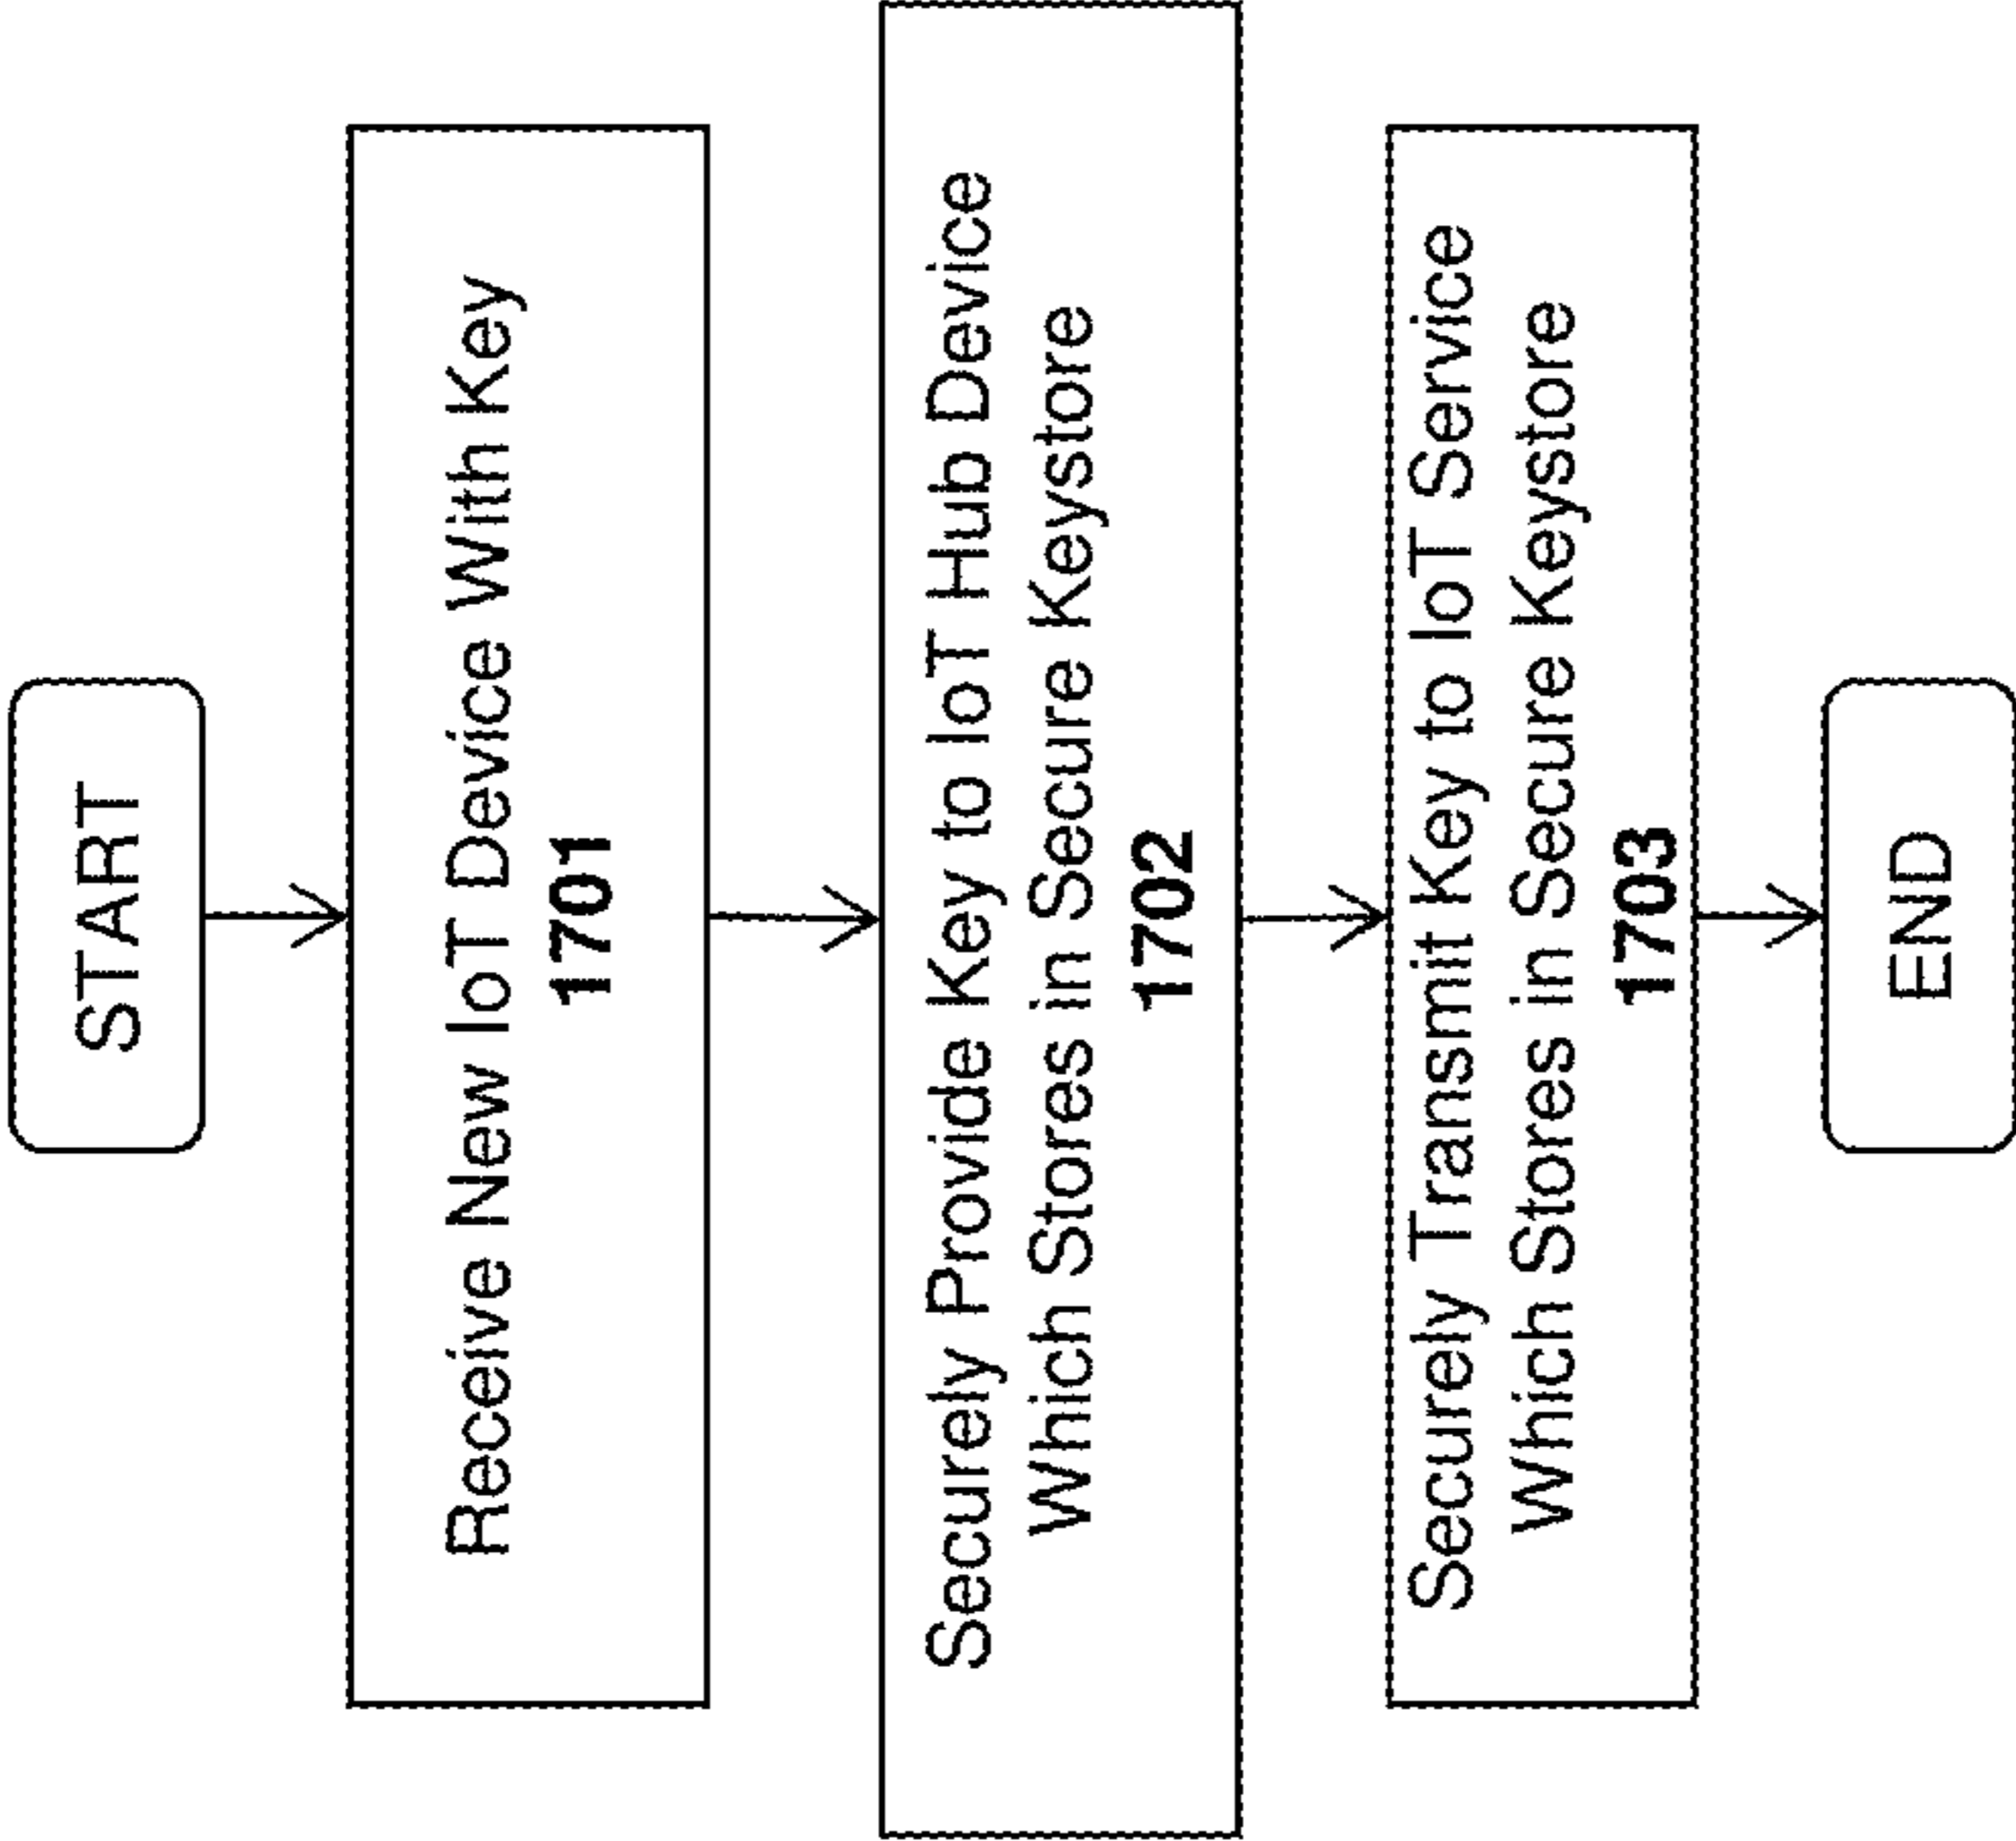 START
Receive New IoT Device With Key
1701
Securely Provide Key to IoT Hub Device
Which Stores in Secure Keystore
1702
Securely Transmit Key to IoT Service
Which Stores in Secure Keystore
1703
END